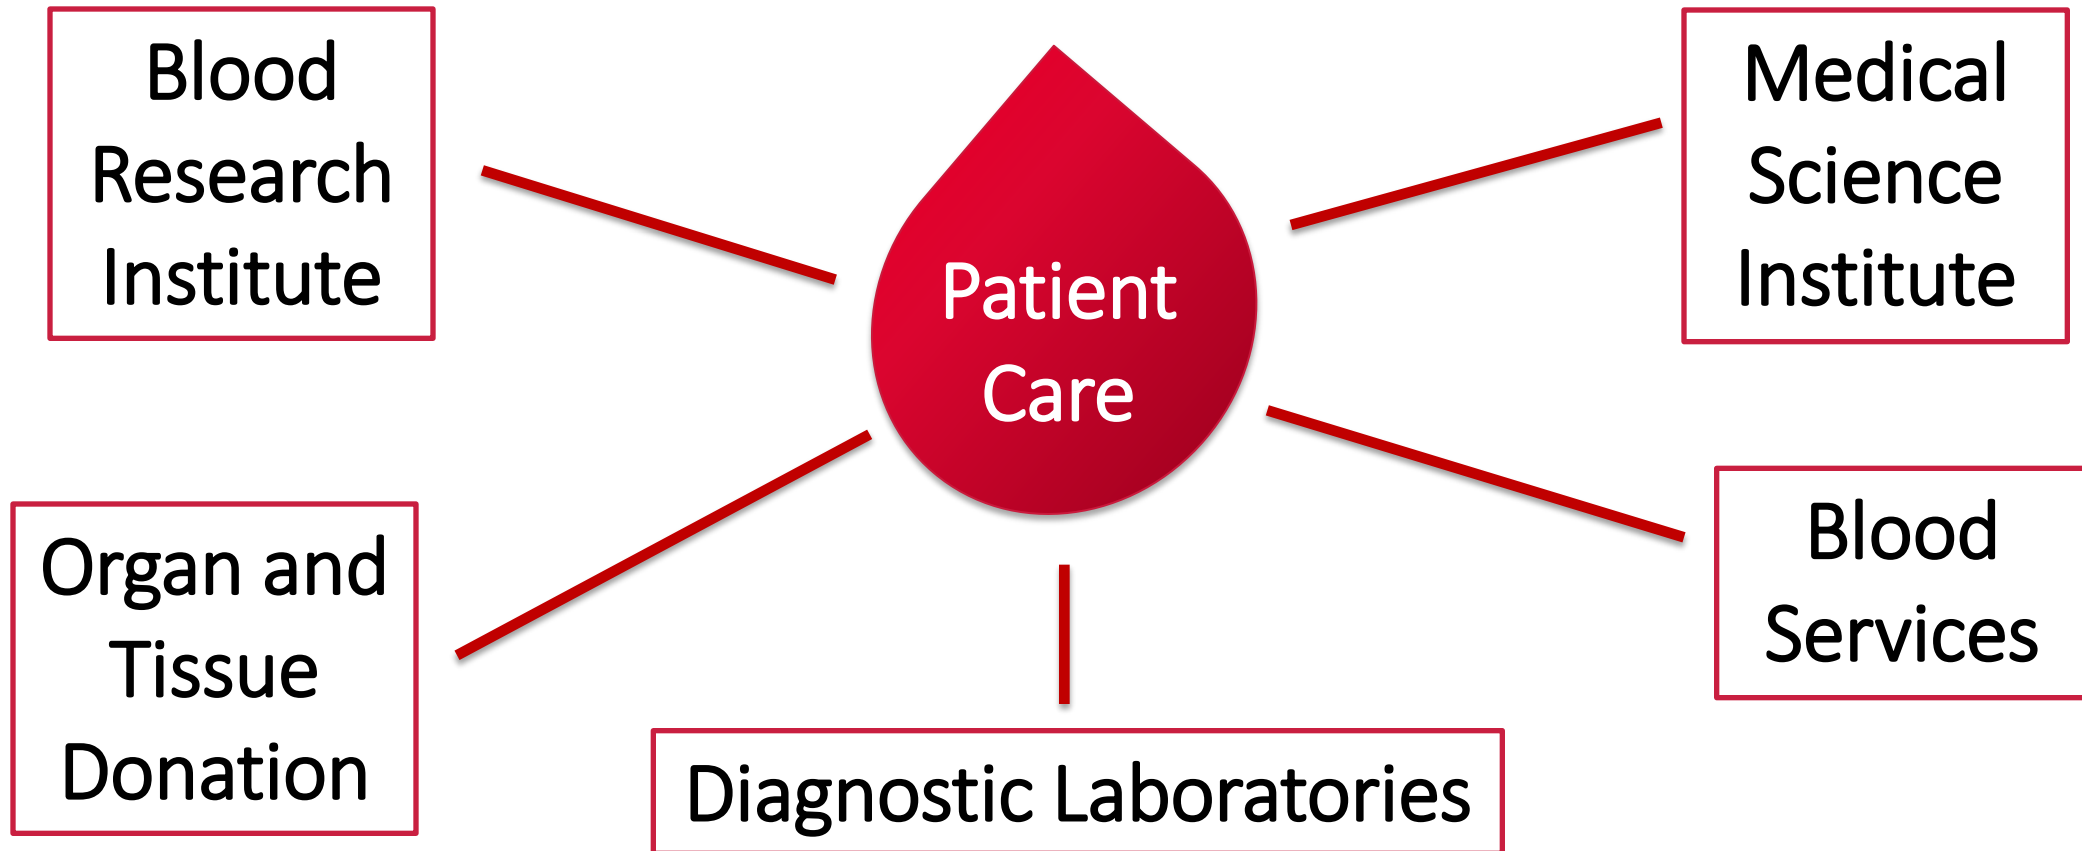 Blood
Research
Institute
Medical
Science
Institute
Patient
Care
Organ and
Tissue
Donation
Blood
Services
Diagnostic Laboratories